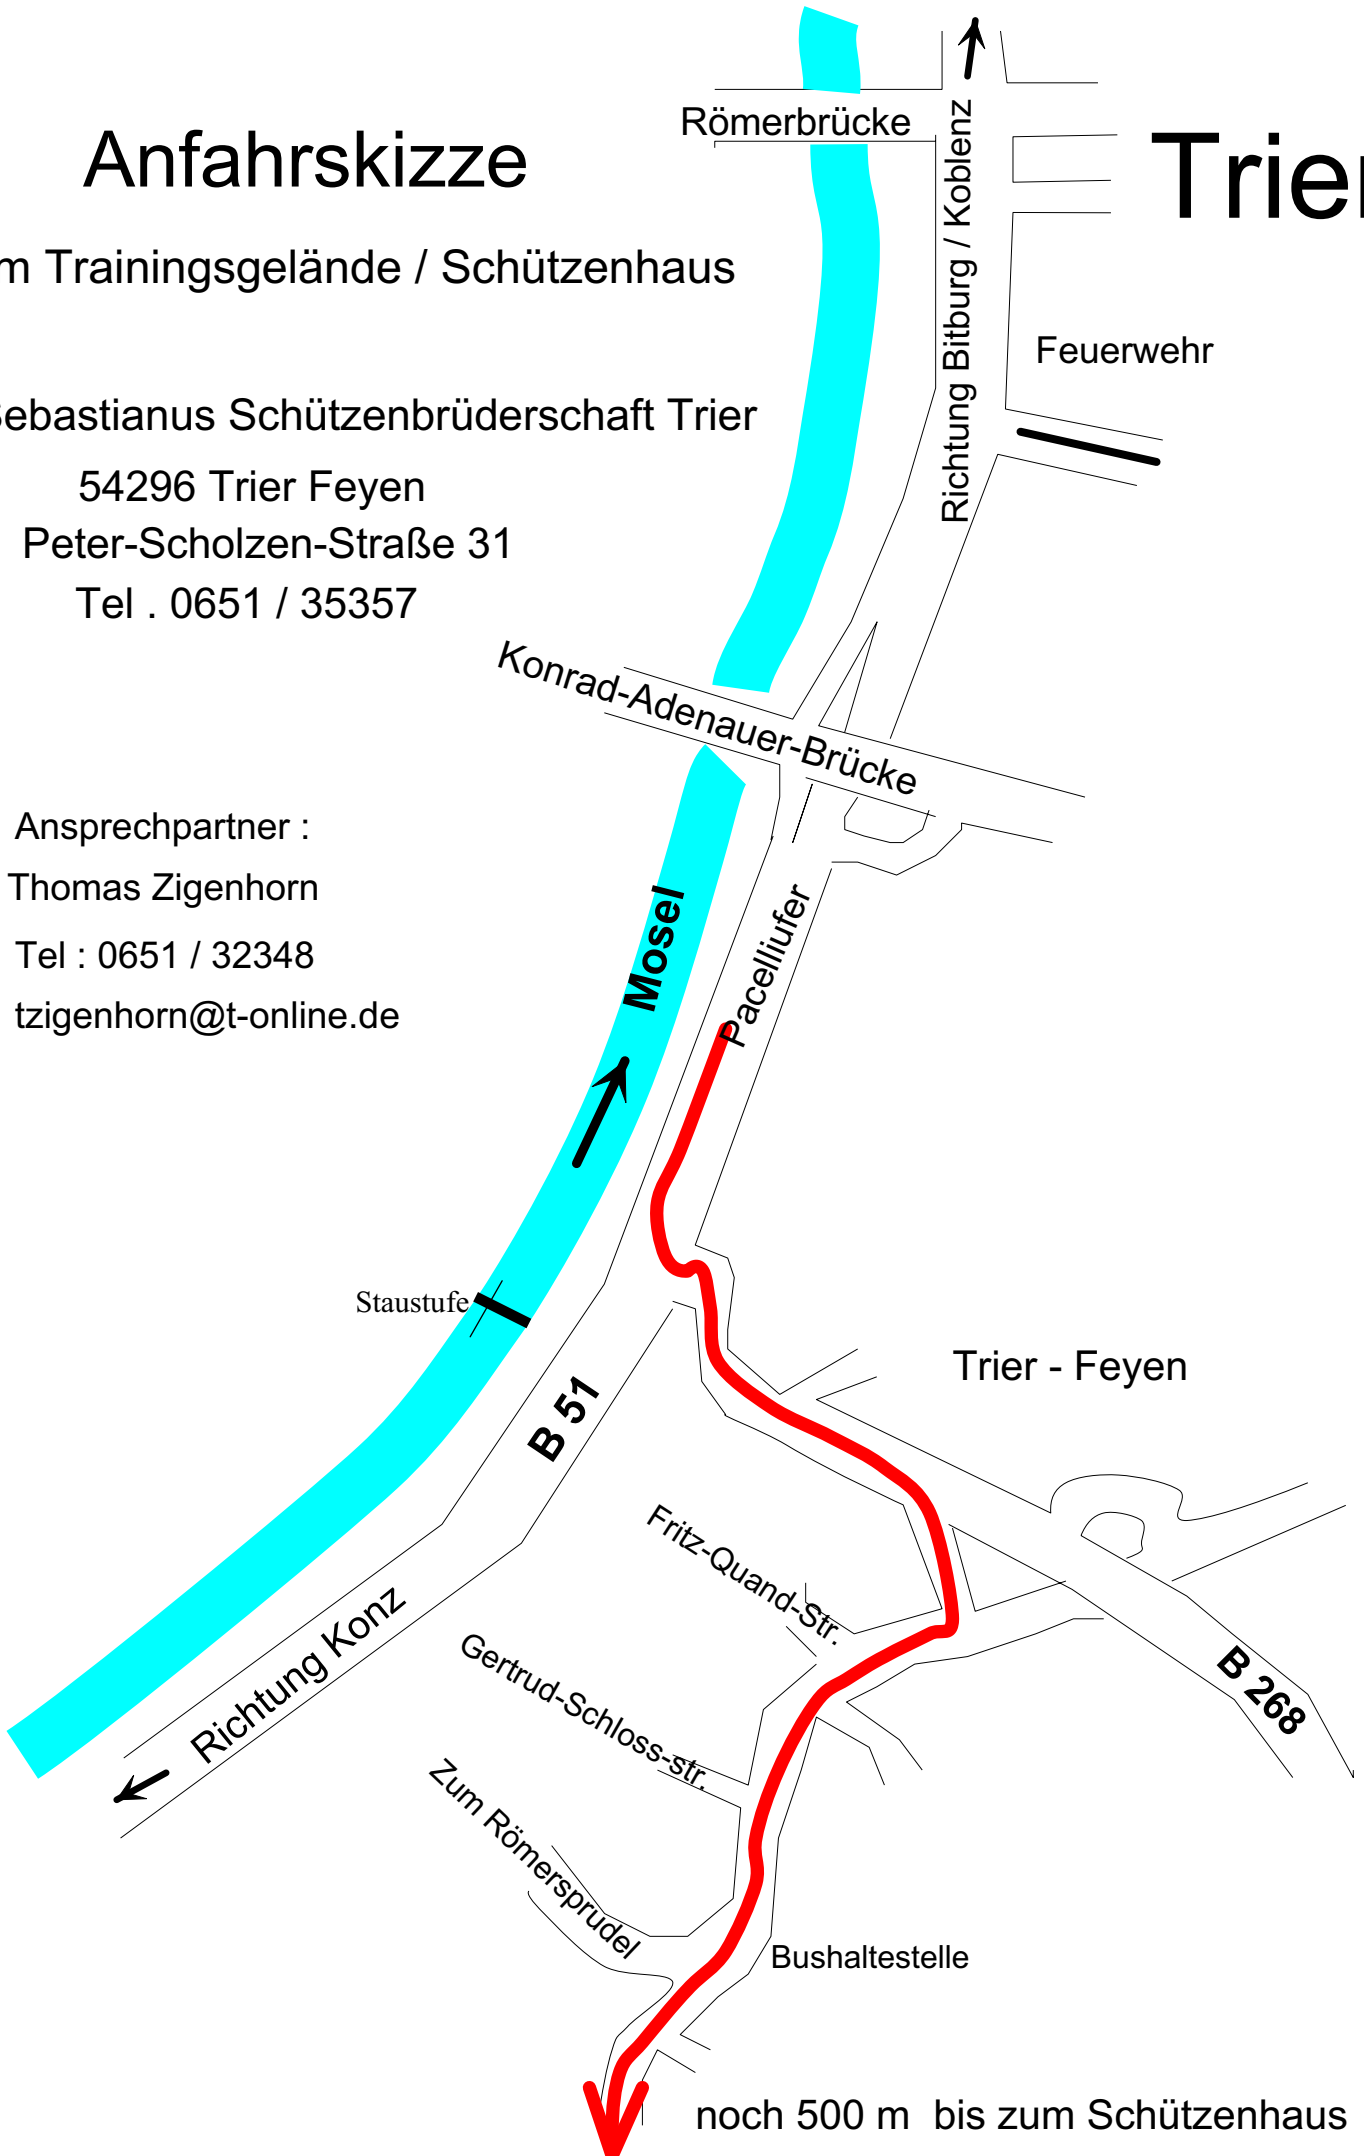 Römerbrücke
Anfahrskizze
Trier
Richtung Bitburg / Koblenz
m Trainingsgelände / Schützenhaus
Feuerwehr
Sebastianus Schützenbrüderschaft Trier
54296 Trier Feyen
Peter-Scholzen-Straße 31
Tel . 0651 / 35357
Konrad-Adenauer-Brücke
Ansprechpartner :
Thomas Zigenhorn
Tel : 0651 / 32348
tzigenhorn@t-online.de
Mosel
Pacelliufer
Staustufe
B 51
Trier - Feyen
Fritz-Quand-Str.
Richtung Konz
Gertrud-Schloss-str.
B 268
Zum Römersprudel
Bushaltestelle
noch 500 m bis zum Schützenhaus